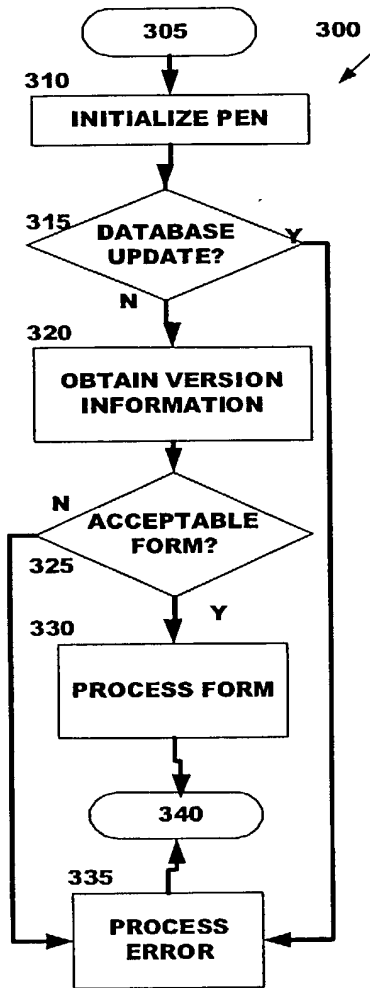 305
300
310
INITIALIZE PEN
315
DATABASE
UPDATE?
Y
N
320
OBTAIN VERSION
INFORMATION
N
ACCEPTABLE
FORM?
325
Y
330
PROCESS FORM
340
335
PROCESS
ERROR